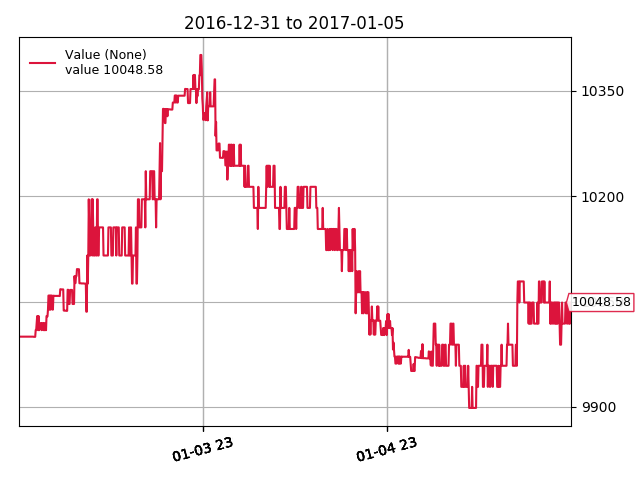 2016-12-31 to 2017-01-05
Value (None)
value 10048.58
10350
10200
10048.58
9900
01-03 23
01-04 23